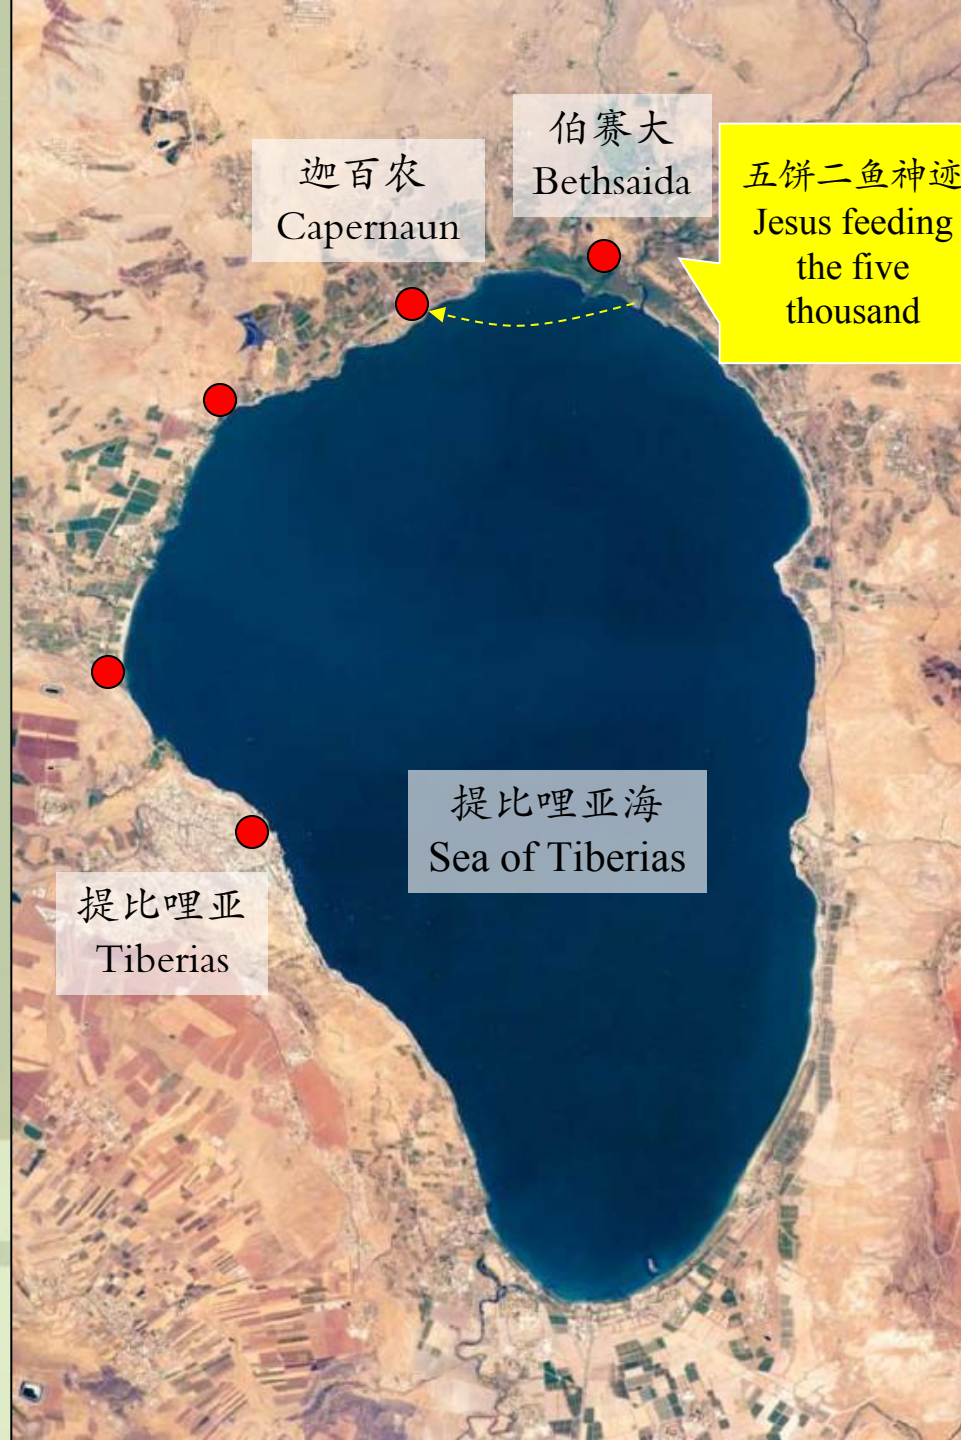 伯赛大
Bethsaida
迦百农
Capernaun
五饼二鱼神迹
Jesus feeding
the five
thousand
提比哩亚海
Sea of Tiberias
提比哩亚
Tiberias